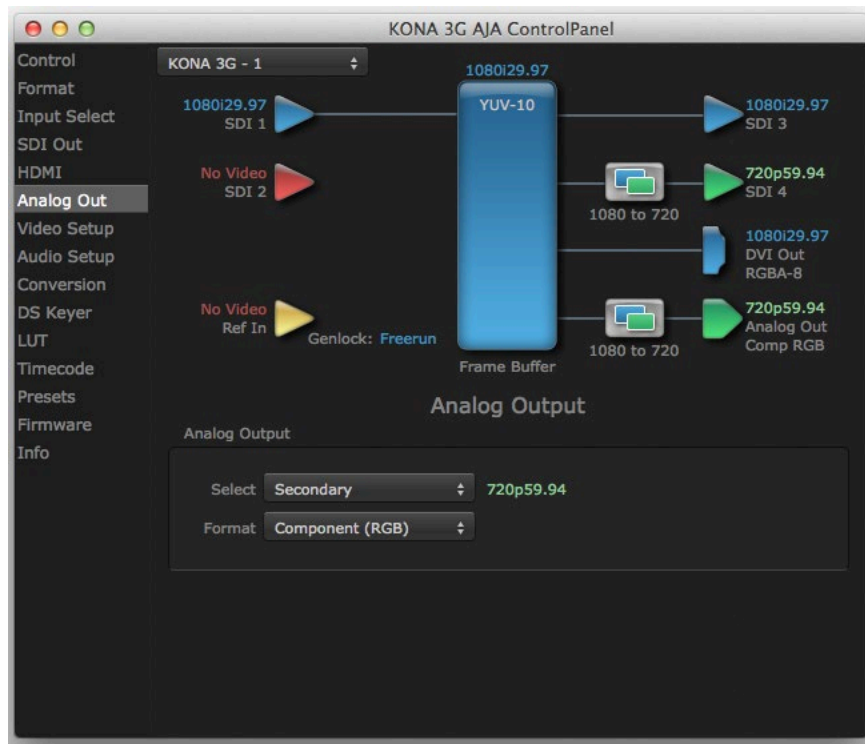 KONA 3G AJA ControlPanel
Control
Format
Input Select
SDI Out
HDMI
Analog Out
Video Setup
Audio Setup
Conversion
DS Keyer
LUT
Timecode
Presets
Firmware
Info
KONA 3G - 1
1080i29.97
YUV-10
1080i29.97
SDI 1
No Video
SDI 2
No Video
Ref In
Genlock: Freerun
Frame Buffer
1080i29.97
SDI 3
1080 to 720
720p59.94
SDI 4
1080i29.97
DVI Out
RGBA-8
1080 to 720
720p59.94
Analog Out
Comp RGB
Analog Output
Analog Output
Select Secondary 720p59.94
Format Component (RGB)